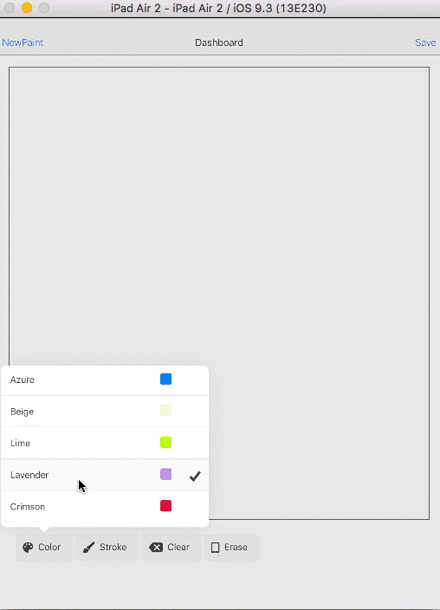 iPad Air 2 - iPad Air 2 / iOS 9.3 (13E230)
NewPaint Dashboard Save
Azure
Beige
Lime
Lavender
Crimson
Color Stroke Clear Erase